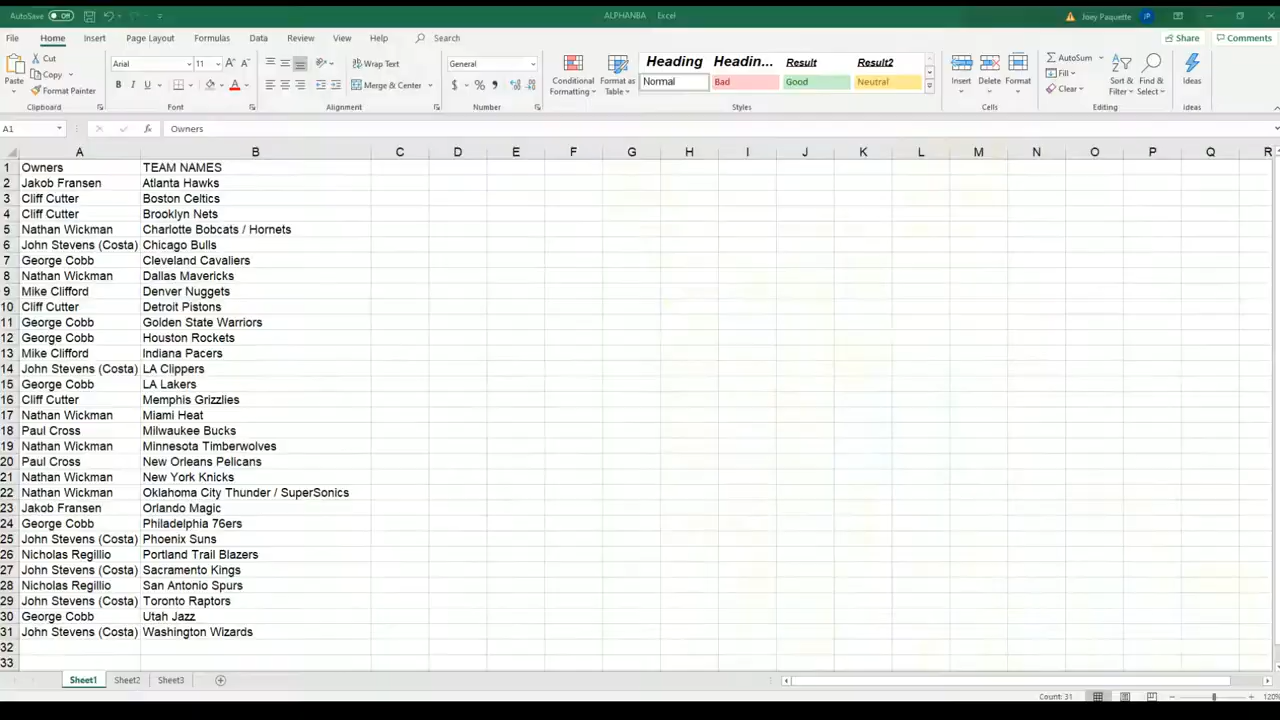 AutoSave Off ALPHANBA - Excel Joey Paquette JP
File Home Insert Page Layout Formulas Data Review View Help Search Share Comments
Cut Arial 11 A A Wrap Text General Heading Headin... Result Result2 AutoSum
Paste Copy Conditional Formatting Format as Table Insert Delete Format Fill Sort & Filter Find & Select Ideas
Format Painter B I U A Merge & Center $ % , Normal Bad Good Neutral Clear
Clipboard Font Alignment Number Styles Cells Editing Ideas
A1 fx Owners
A B C D E F G H I J K L M N O P Q R
1 Owners TEAM NAMES
2 Jakob Fransen Atlanta Hawks
3 Cliff Cutter Boston Celtics
4 Cliff Cutter Brooklyn Nets
5 Nathan Wickman Charlotte Bobcats / Hornets
6 John Stevens (Costa) Chicago Bulls
7 George Cobb Cleveland Cavaliers
8 Nathan Wickman Dallas Mavericks
9 Mike Clifford Denver Nuggets
10 Cliff Cutter Detroit Pistons
11 George Cobb Golden State Warriors
12 George Cobb Houston Rockets
13 Mike Clifford Indiana Pacers
14 John Stevens (Costa) LA Clippers
15 George Cobb LA Lakers
16 Cliff Cutter Memphis Grizzlies
17 Nathan Wickman Miami Heat
18 Paul Cross Milwaukee Bucks
19 Nathan Wickman Minnesota Timberwolves
20 Paul Cross New Orleans Pelicans
21 Nathan Wickman New York Knicks
22 Nathan Wickman Oklahoma City Thunder / SuperSonics
23 Jakob Fransen Orlando Magic
24 George Cobb Philadelphia 76ers
25 John Stevens (Costa) Phoenix Suns
26 Nicholas Regillio Portland Trail Blazers
27 John Stevens (Costa) Sacramento Kings
28 Nicholas Regillio San Antonio Spurs
29 John Stevens (Costa) Toronto Raptors
30 George Cobb Utah Jazz
31 John Stevens (Costa) Washington Wizards
32
33
Sheet1 Sheet2 Sheet3
Count: 31 120%